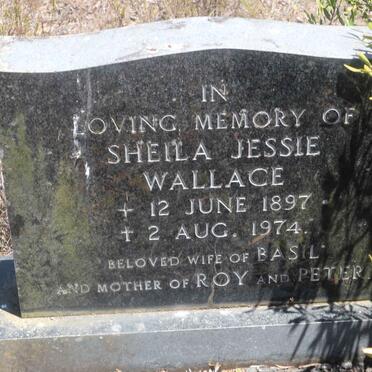 IN
LOVING MEMORY OF
SHEILA JESSIE
WALLACE
+ 12 JUNE 1897
✝ 2 AUG. 1974.
BELOVED WIFE OF BASIL
AND MOTHER OF ROY AND PETER